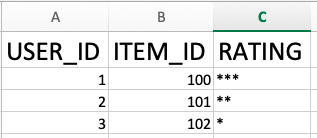 A B C
USER_ID ITEM_ID RATING
1 100 ***
2 101 **
3 102 *